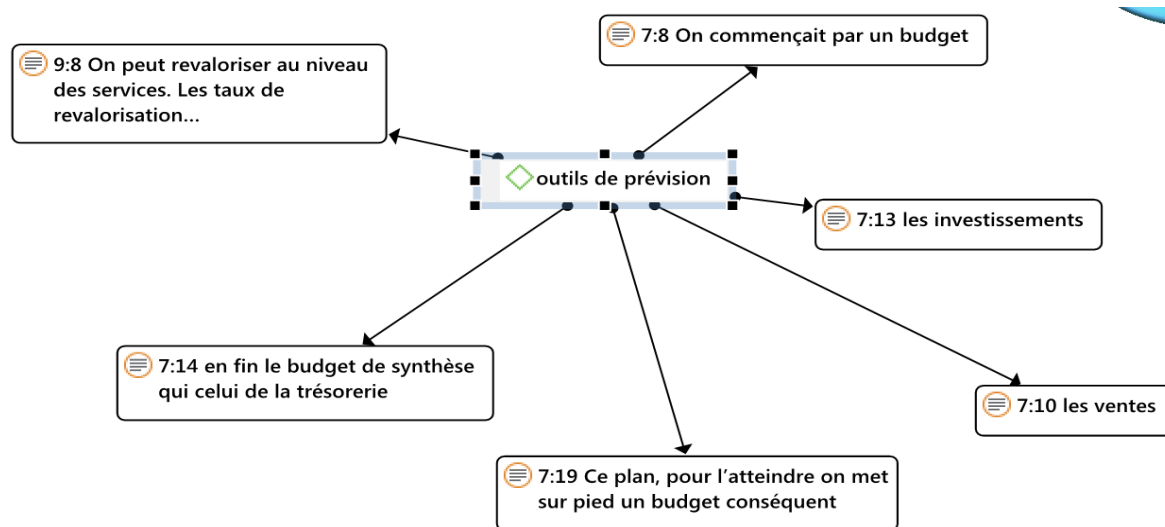 7:8 On commençait par un budget
9:8 On peut revaloriser au niveau
des services. Les taux de
revalorisation...
outils de prévision
7:13 les investissements
7:14 en fin le budget de synthèse
qui celui de la trésorerie
7:10 les ventes
7:19 Ce plan, pour l’atteindre on met
sur pied un budget conséquent